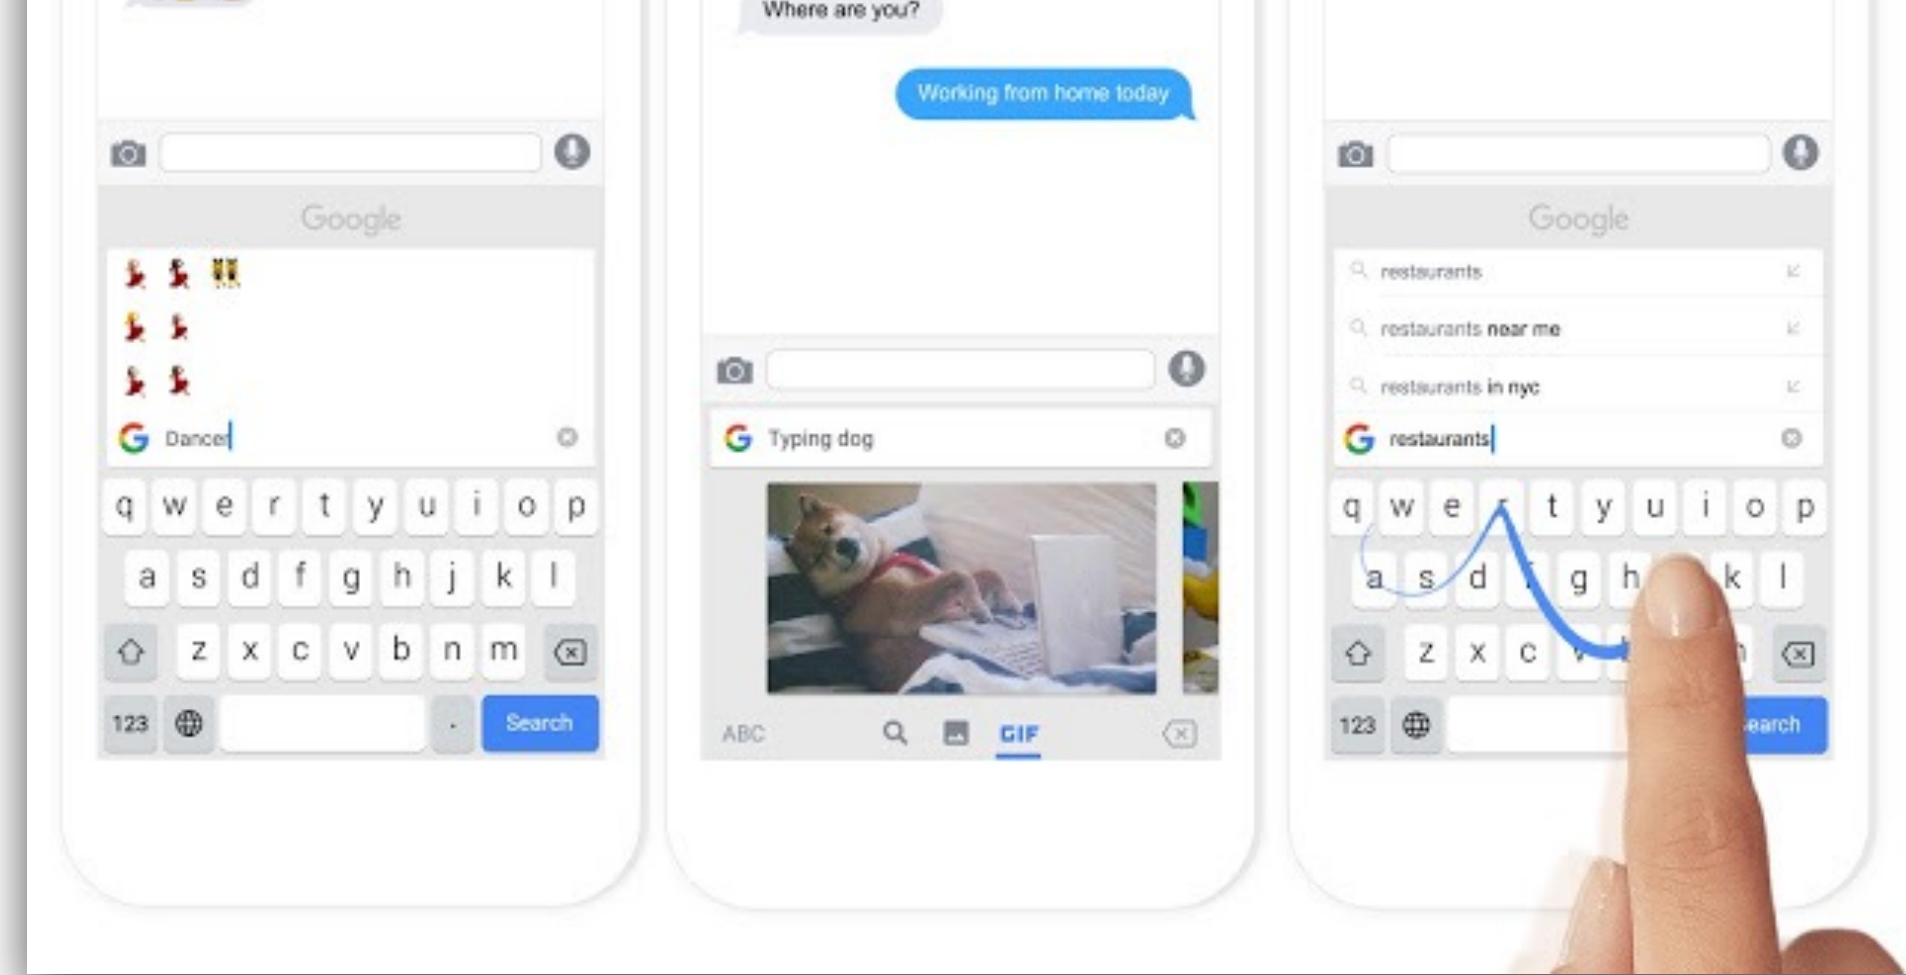 Where are you?
Working from home today
Google
Dancer
q w e r t y u i o p
a s d f g h j k l
z x c v b n m
123 . Search
Typing dog
ABC GIF
Google
restaurants
restaurants near me
restaurants in nyc
restaurants
q w e r t y u i o p
a s d g h k l
z x c v
123 earch